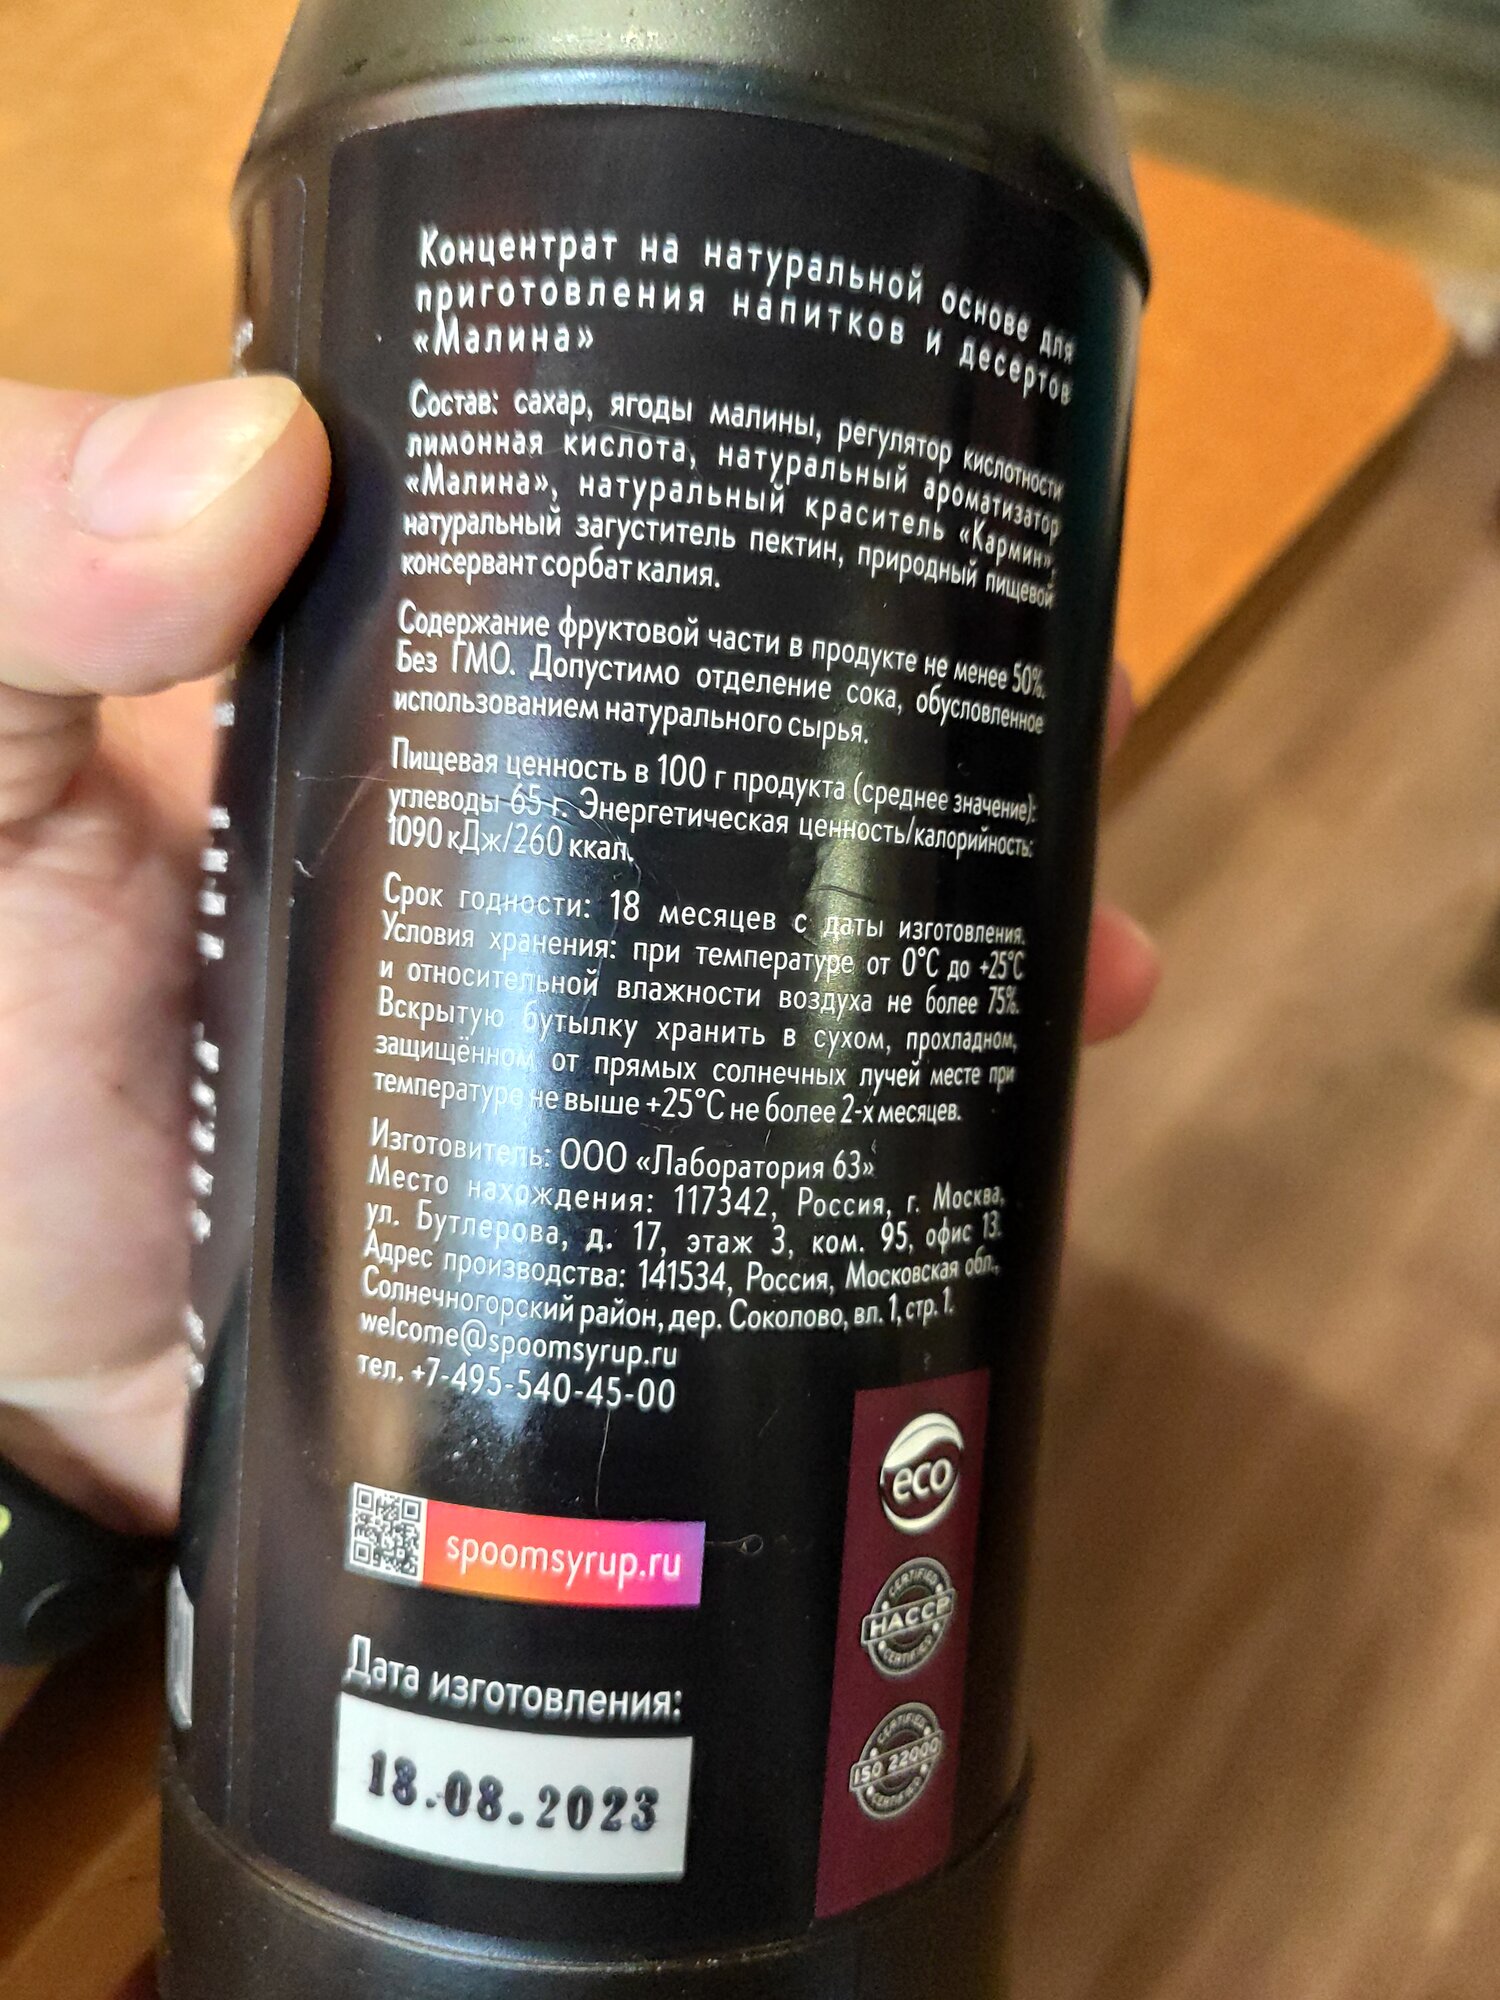 Концентрат на натуральной основе для
приготовления напитков и десертов
«Малина»
Состав: сахар, ягоды малины, регулятор кислотности
лимонная кислота, натуральный ароматизатор
«Малина», натуральный краситель «Кармин»,
натуральный загуститель пектин, природный пищевой
консервант сорбат калия.
Содержание фруктовой части в продукте не менее 50%.
Без ГМО. Допустимо отделение сока, обусловленное
использованием натурального сырья.
Пищевая ценность в 100 г продукта (среднее значение):
углеводы 65 г. Энергетическая ценность/калорийность:
1090 кДж/260 ккал.
Срок годности: 18 месяцев с даты изготовления.
Условия хранения: при температуре от 0°С до +25°С
и относительной влажности воздуха не более 75%.
Вскрытую бутылку хранить в сухом, прохладном,
защищённом от прямых солнечных лучей месте при
температуре не выше +25°С не более 2-х месяцев.
Изготовитель: ООО «Лаборатория 63»
Место нахождения: 117342, Россия, г. Москва,
ул. Бутлерова, д. 17, этаж 3, ком. 95, офис 13.
Адрес производства: 141534, Россия, Московская обл.,
Солнечногорский район, дер. Соколово, вл. 1, стр. 1.
welcome@spoomsyrup.ru
тел. +7-495-540-45-00
eco
spoomsyrup.ru
CERTIFIED
HACCP
CERTIFIED
Дата изготовления:
18.08.2023
CERTIFIED
ISO 22000
CERTIFIED